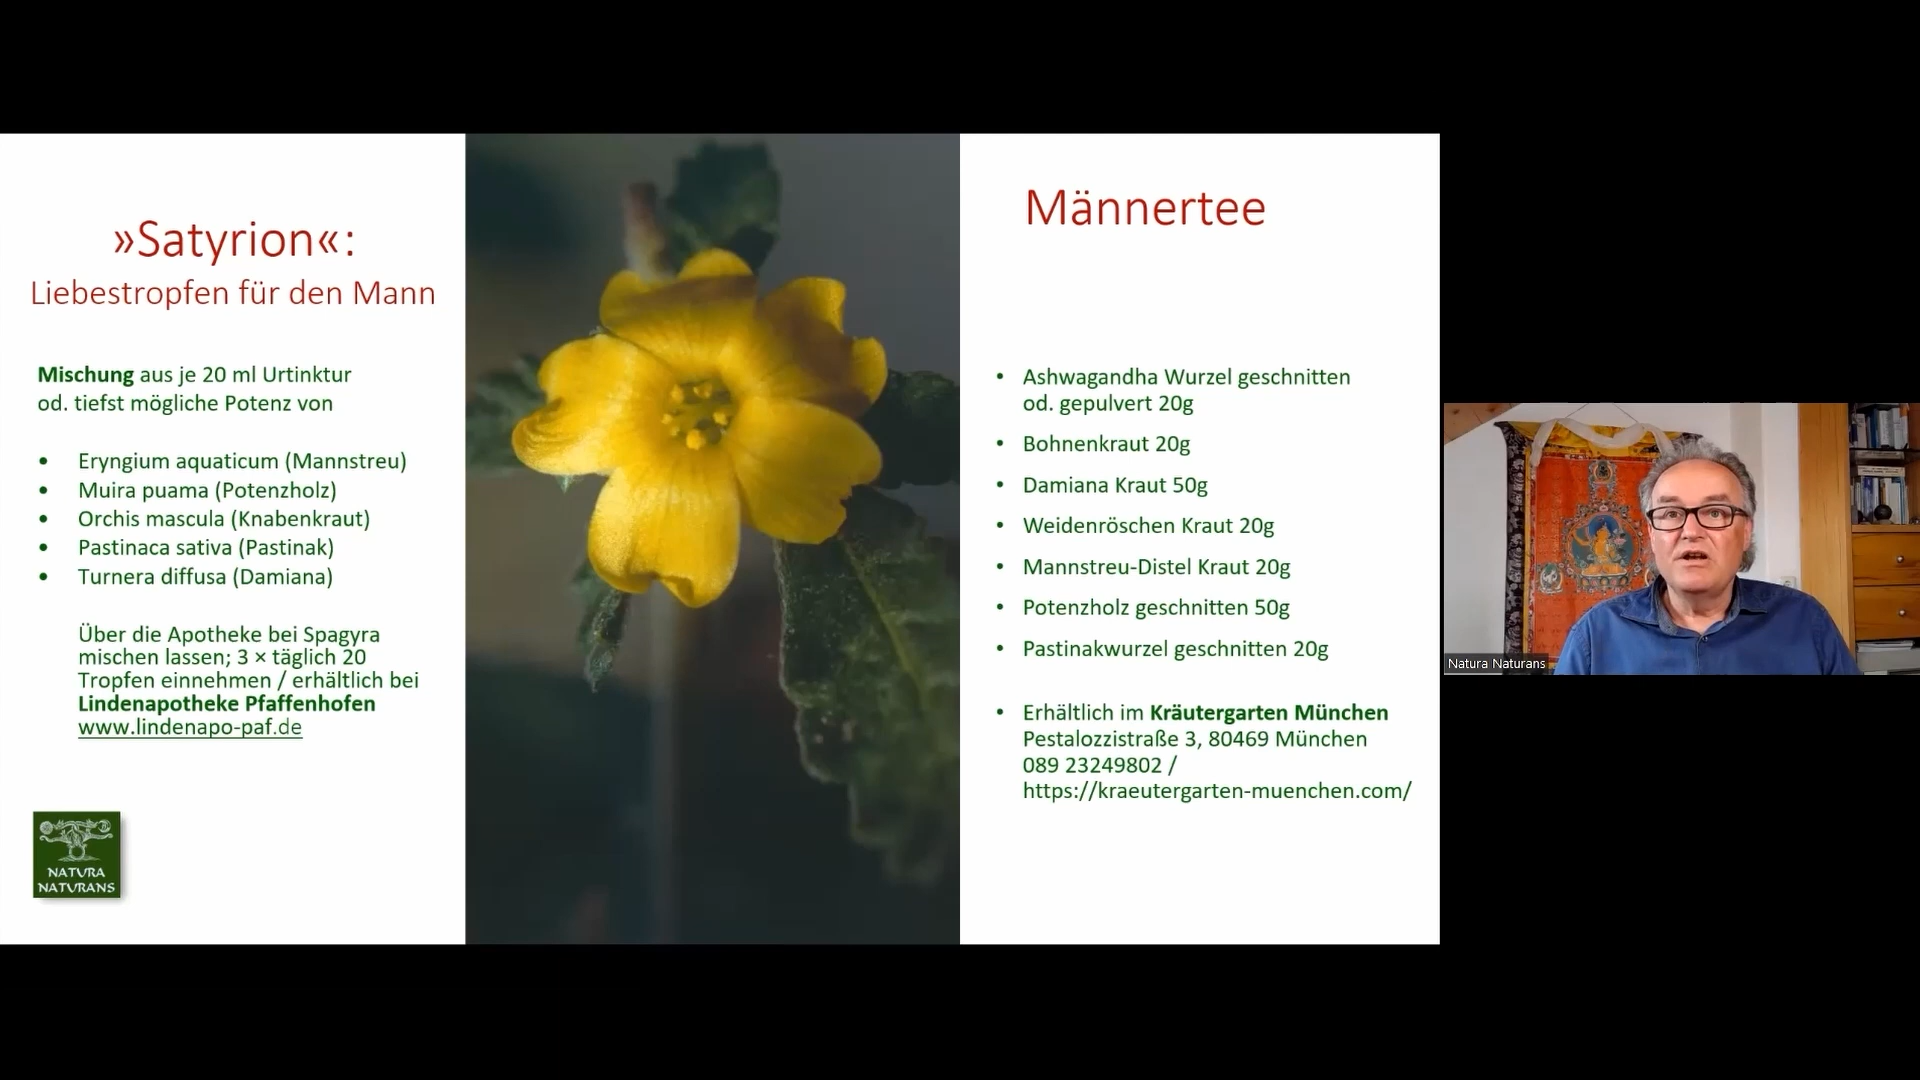 »Satyrion«:
Liebestropfen für den Mann
Mischung aus je 20 ml Urtinktur
od. tiefst mögliche Potenz von
• Eryngium aquaticum (Mannstreu)
• Muira puama (Potenzholz)
• Orchis mascula (Knabenkraut)
• Pastinaca sativa (Pastinak)
• Turnera diffusa (Damiana)
Über die Apotheke bei Spagyra
mischen lassen; 3 × täglich 20
Tropfen einnehmen / erhältlich bei
Lindenapotheke Pfaffenhofen
www.lindenapo-paf.de
NATURA
NATURANS
Männertee
• Ashwagandha Wurzel geschnitten
od. gepulvert 20g
• Bohnenkraut 20g
• Damiana Kraut 50g
• Weidenröschen Kraut 20g
• Mannstreu-Distel Kraut 20g
• Potenzholz geschnitten 50g
• Pastinakwurzel geschnitten 20g
• Erhältlich im Kräutergarten München
Pestalozzistraße 3, 80469 München
089 23249802 /
https://kraeutergarten-muenchen.com/
Natura Naturans